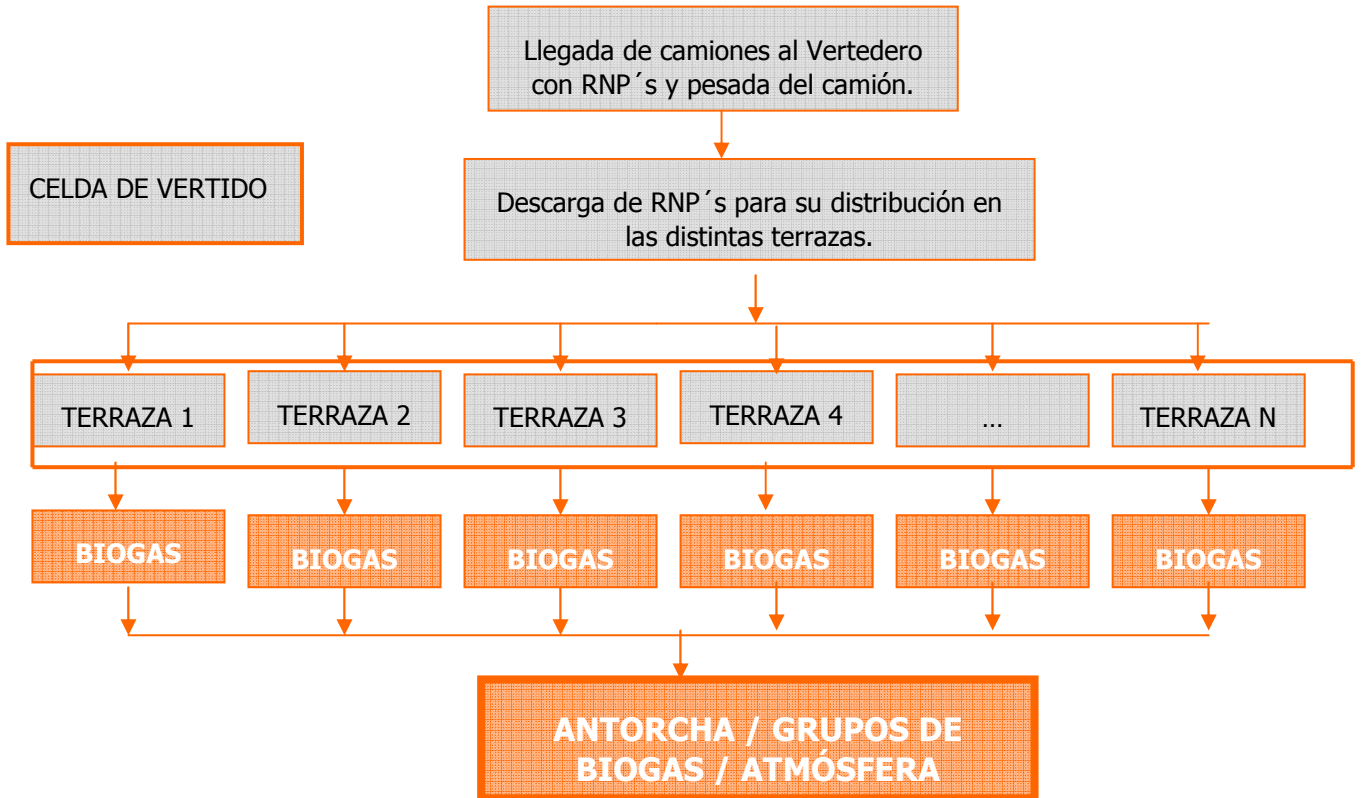 Llegada de camiones al Vertedero
con RNP´s y pesada del camión.
CELDA DE VERTIDO
Descarga de RNP´s para su distribución en
las distintas terrazas.
TERRAZA 1
TERRAZA 2
TERRAZA 3
TERRAZA 4
…
TERRAZA N
BIOGAS
BIOGAS
BIOGAS
BIOGAS
BIOGAS
BIOGAS
ANTORCHA / GRUPOS DE
BIOGAS / ATMÓSFERA